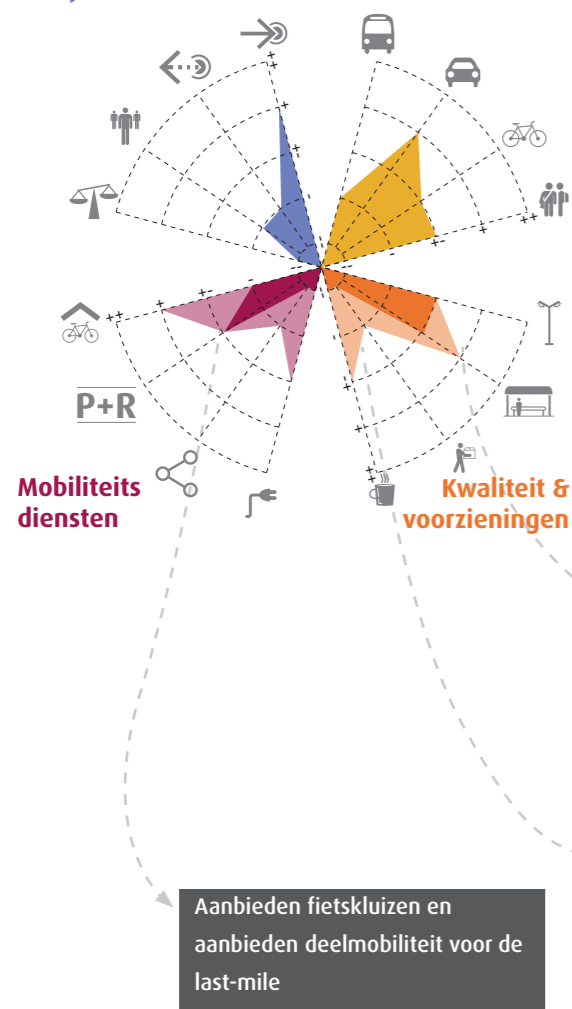 P+R
Mobiliteits
diensten
Kwaliteit &
voorzieningen
Aanbieden fietskluizen en
aanbieden deelmobiliteit voor de
last-mile